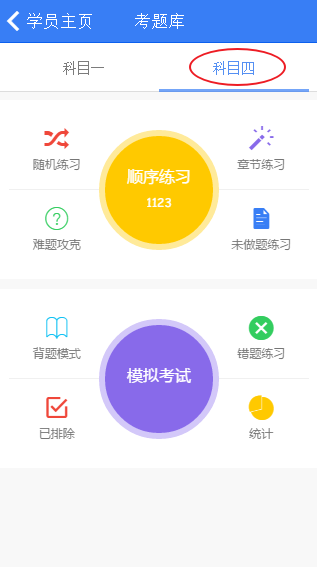 学员主页 考题库
科目一 科目四
随机练习 顺序练习 章节练习
1123
难题攻克 未做题练习
背题模式 模拟考试 错题练习
已排除 统计